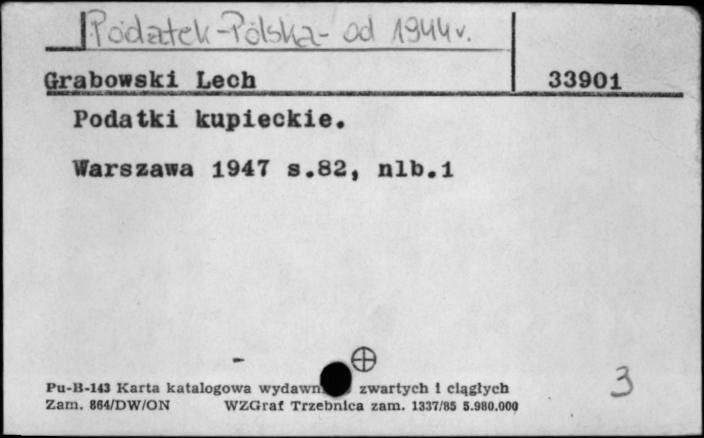 Podatek - Polska - od 1944 r.
Grabowski Lech 33901
Podatki kupieckie.
Warszawa 1947 s.82, nlb.1
Pu-B-143 Karta katalogowa zwartych i ciągłych
Zam. 864/DW/ON WZGraf Trzebnica zam. 1337/85 5.980.000
3